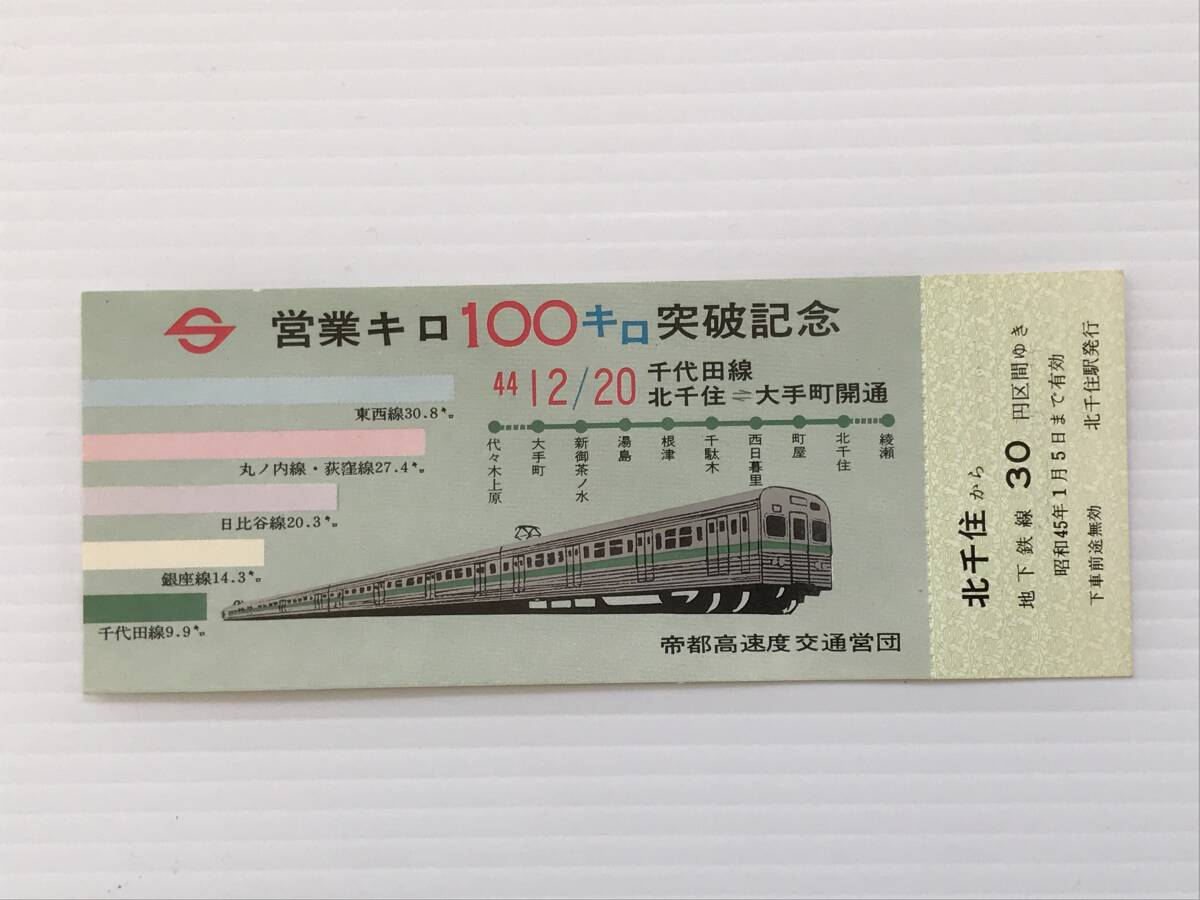 営業キロ100キロ突破記念
44 12/20
千代田線
北千住⇌大手町開通
東西線30.8㌔
丸ノ内線・荻窪線27.4㌔
日比谷線20.3㌔
銀座線14.3㌔
千代田線9.9㌔
代々木上原
大手町
新御茶ノ水
湯島
根津
千駄木
西日暮里
町屋
北千住
綾瀬
帝都高速度交通営団
北千住から
地下鉄線 30 円区間ゆき
昭和45年1月5日まで有効
下車前途無効 北千住駅発行